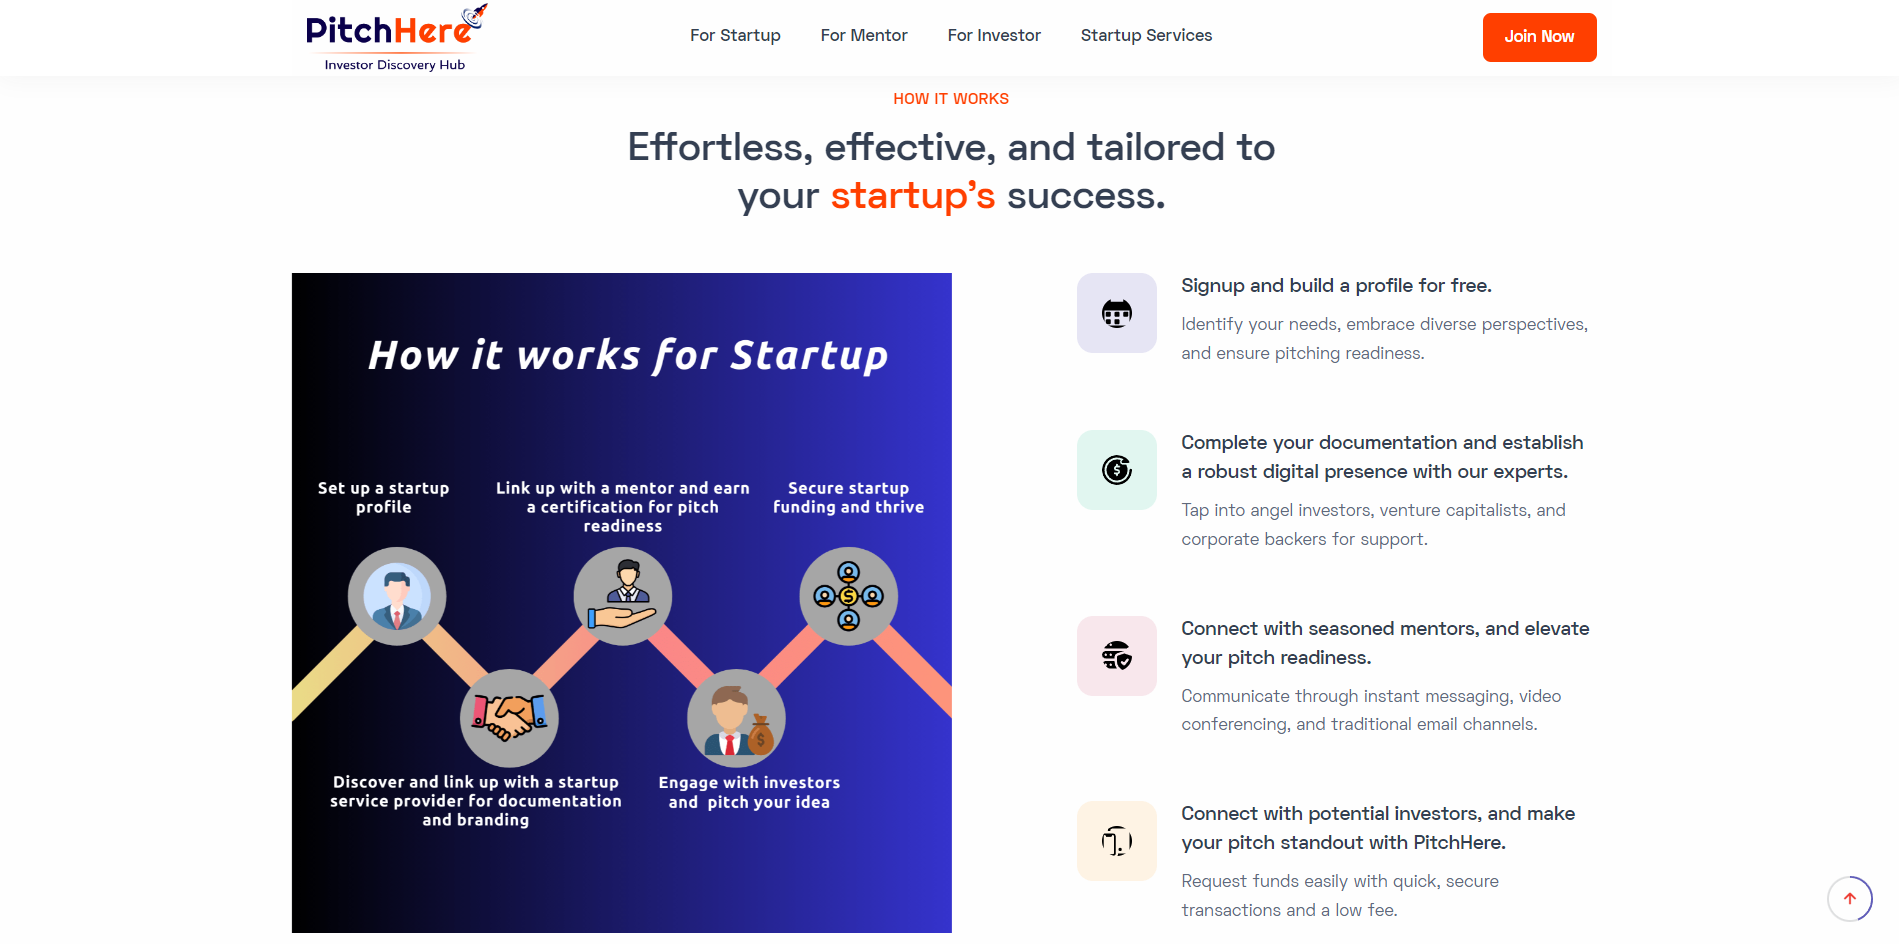 PitchHere
Investor Discovery Hub
For Startup
For Mentor
For Investor
Startup Services
Join Now
HOW IT WORKS
Effortless, effective, and tailored to
your startup's success.
How it works for Startup
Set up a startup
profile
Link up with a mentor and earn
a certification for pitch
readiness
Secure startup
funding and thrive
Discover and link up with a startup
service provider for documentation
and branding
Engage with investors
and pitch your idea
Signup and build a profile for free.
Identify your needs, embrace diverse perspectives,
and ensure pitching readiness.
Complete your documentation and establish
a robust digital presence with our experts.
Tap into angel investors, venture capitalists, and
corporate backers for support.
Connect with seasoned mentors, and elevate
your pitch readiness.
Communicate through instant messaging, video
conferencing, and traditional email channels.
Connect with potential investors, and make
your pitch standout with PitchHere.
Request funds easily with quick, secure
transactions and a low fee.